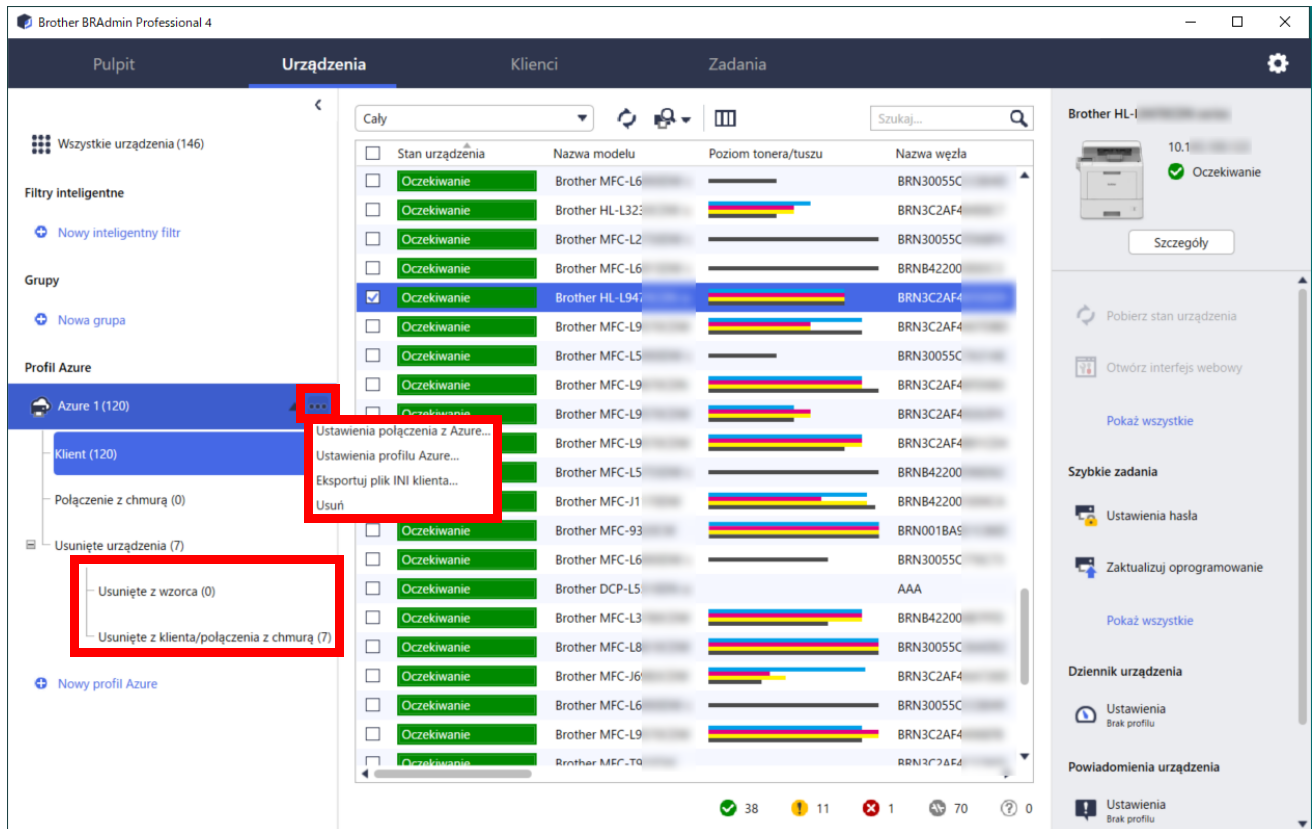 Brother BRAdmin Professional 4
Pulpit
Urządzenia
Klienci
Zadania
Wszystkie urządzenia (146)
Filtry inteligentne
Nowy inteligentny filtr
Grupy
Nowa grupa
Profil Azure
Azure 1 (120)
Klient (120)
Połączenie z chmurą (0)
Usunięte urządzenia (7)
Usunięte z wzorca (0)
Usunięte z klienta/połączenia z chmurą (7)
Nowy profil Azure
Ustawienia połączenia z Azure...
Ustawienia profilu Azure...
Eksportuj plik INI klienta...
Usuń
Cały
Szukaj...
Stan urządzenia Nazwa modelu Poziom tonera/tuszu Nazwa węzła
Oczekiwanie Brother MFC-L6 BRN30055C
Oczekiwanie Brother HL-L323 BRN3C2AF4
Oczekiwanie Brother MFC-L2 BRN30055C
Oczekiwanie Brother MFC-L6 BRNB42200
Oczekiwanie Brother HL-L947 BRN3C2AF4
Oczekiwanie Brother MFC-L9 BRN3C2AF4
Oczekiwanie Brother MFC-L5 BRN30055C
Oczekiwanie Brother MFC-L9 BRN3C2AF4
Brother MFC-L9 BRN3C2AF4
Brother MFC-L9 BRN3C2AF4
Brother MFC-L5 BRNB42200
Brother MFC-J1 BRNB42200
Oczekiwanie Brother MFC-93 BRN001BA9
Oczekiwanie Brother MFC-L6 BRN30055C
Oczekiwanie Brother DCP-L5 AAA
Oczekiwanie Brother MFC-L3 BRNB42200
Oczekiwanie Brother MFC-L8 BRN30055C
Oczekiwanie Brother MFC-J6 BRN3C2AF4
Oczekiwanie Brother MFC-L6 BRN30055C
Oczekiwanie Brother MFC-L9 BRN3C2AF4
Oczekiwanie Brother MFC-T9 BRN3C2AF4
38 11 1 70 0
Brother HL-
10.1
Oczekiwanie
Szczegóły
Pobierz stan urządzenia
Otwórz interfejs webowy
Pokaż wszystkie
Szybkie zadania
Ustawienia hasła
Zaktualizuj oprogramowanie
Pokaż wszystkie
Dziennik urządzenia
Ustawienia
Brak profilu
Powiadomienia urządzenia
Ustawienia
Brak profilu